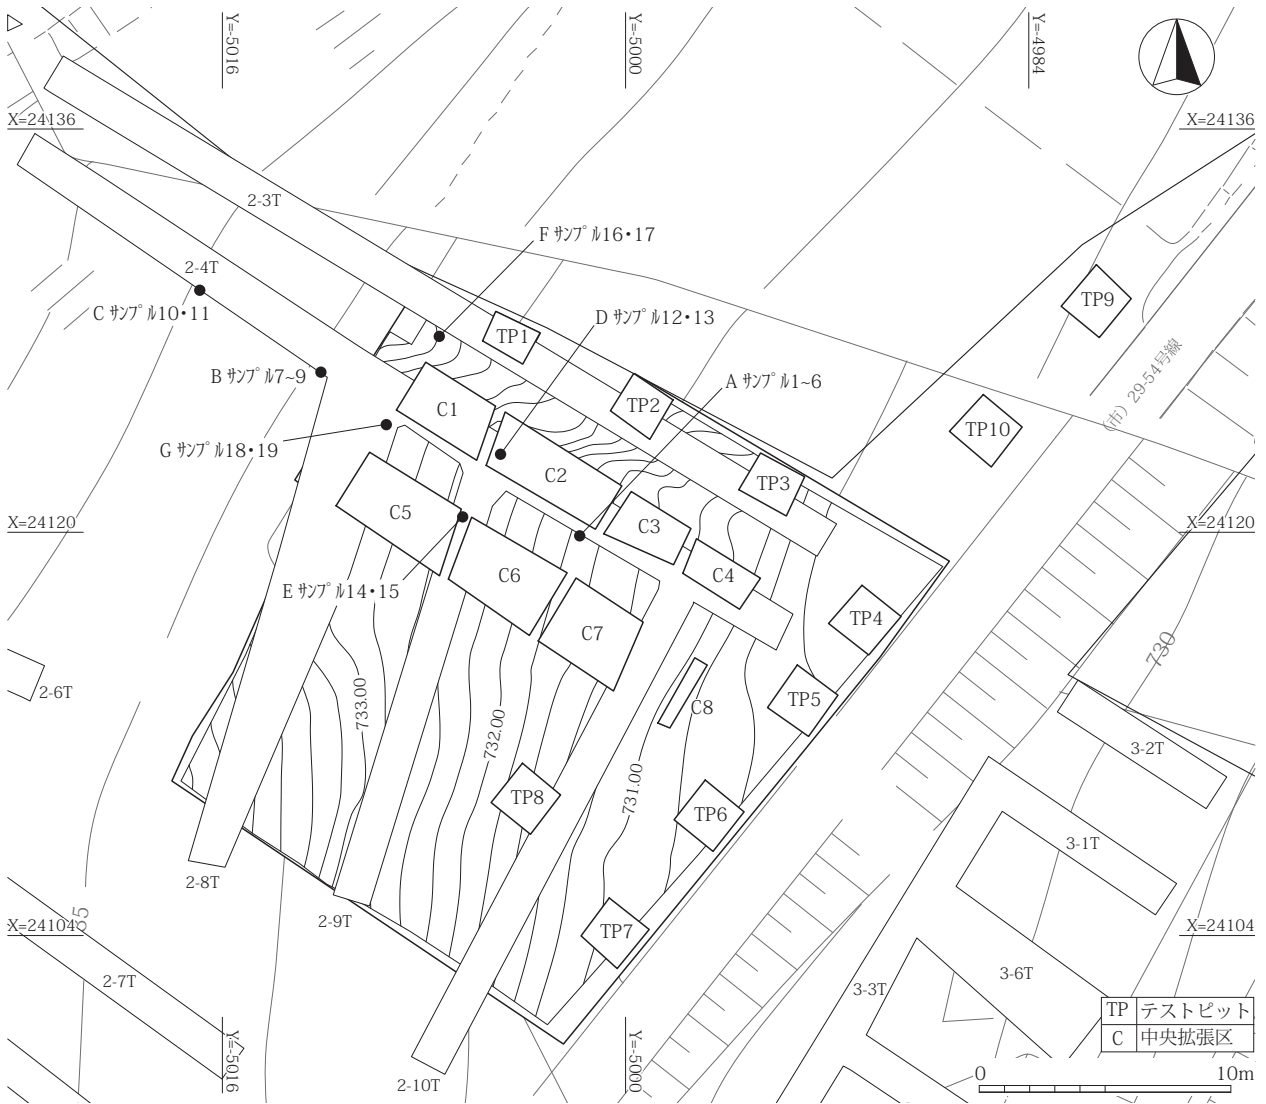 Y=-5016
Y=-5000
Y=-4984
X=24136
X=24136
2-3T
F サンプル16・17
2-4T
C サンプル10・11
D サンプル12・13
TP1
TP9
B サンプル7~9
A サンプル1~6
(市) 29-54号線
C1
TP2
TP10
G サンプル18・19
C2
TP3
C5
C3
X=24120
X=24120
C6
C4
E サンプル14・15
TP4
C7
730
2-6T
733.00
732.00
C8
TP5
3-2T
731.00
TP8
TP6
3-1T
2-8T
2-9T
35
X=24104
TP7
X=24104
2-7T
3-6T
3-3T
TP テストピット
C 中央拡張区
Y=-5016
Y=-5000
2-10T
0 10m